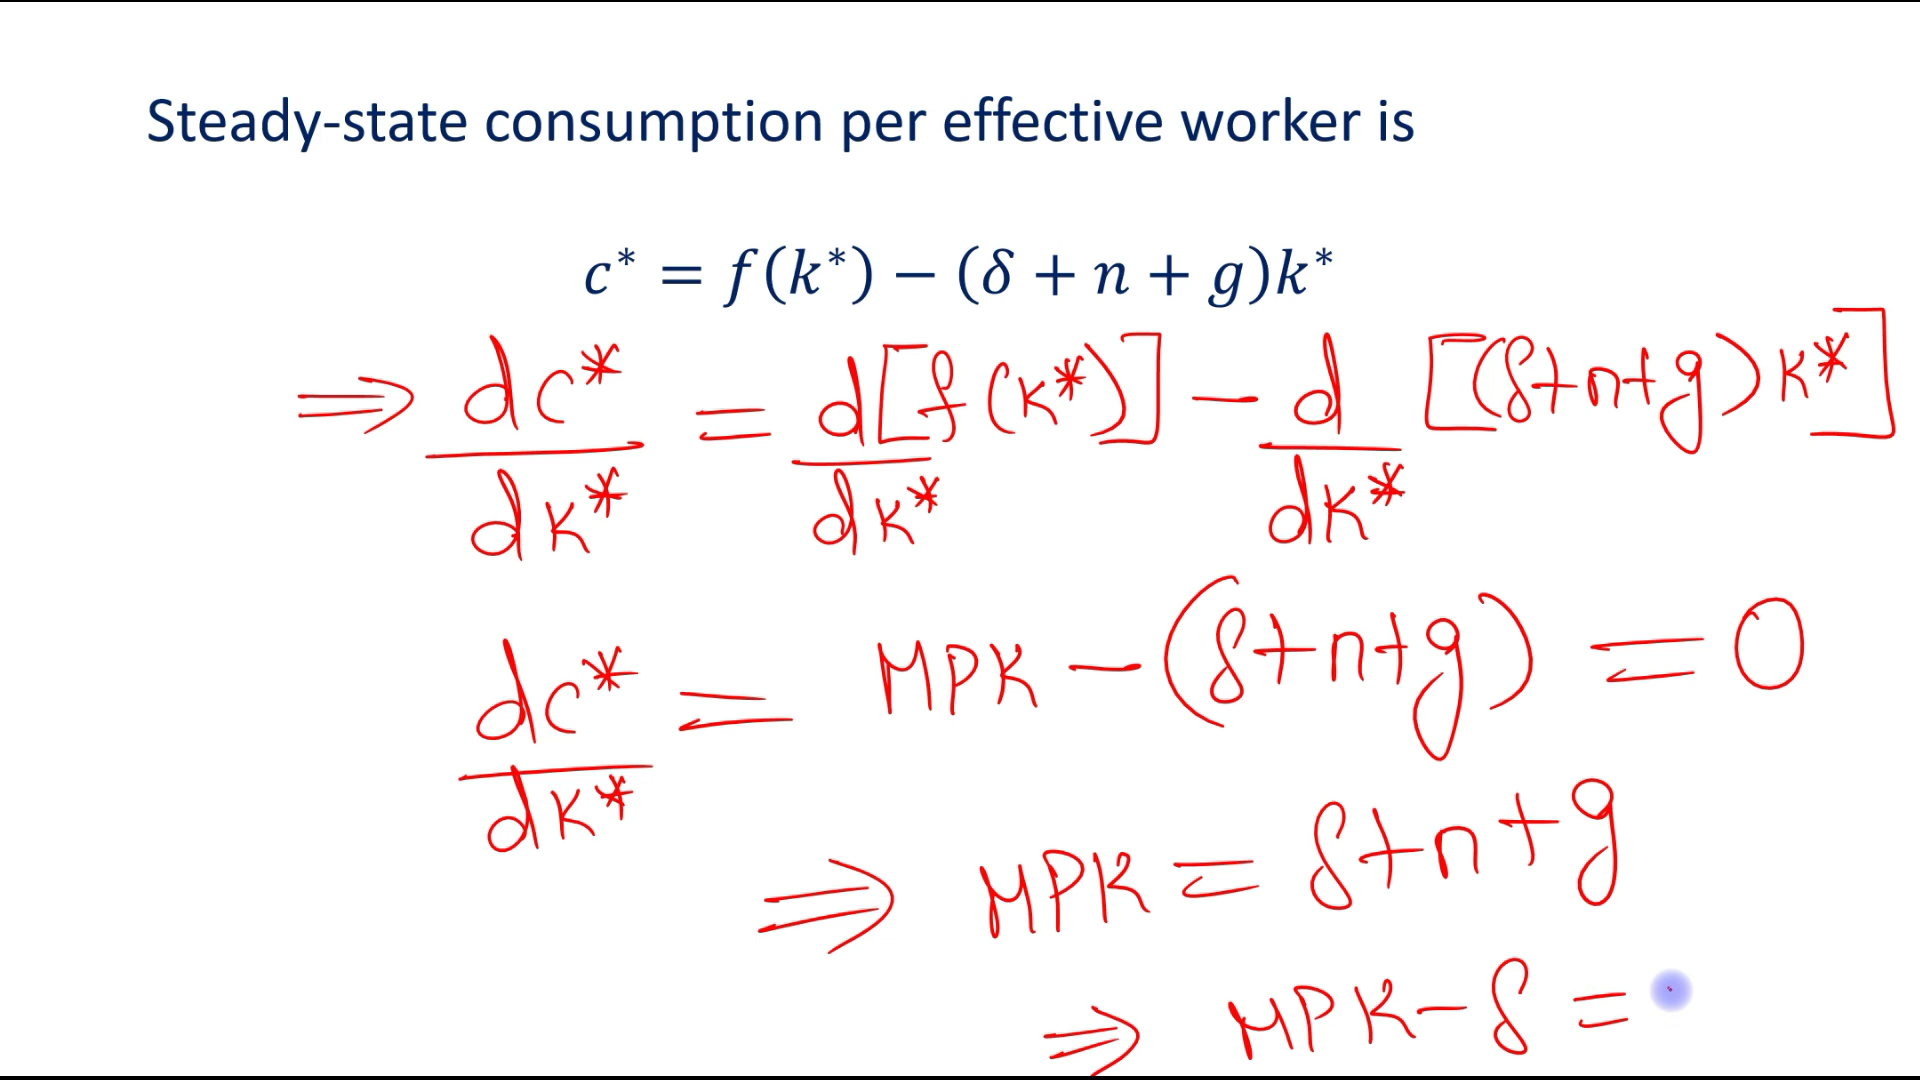 Steady-state consumption per effective worker is
c* = f(k*) − (δ + n + g)k*
⇒ dc*/dk* = d[f(k*)]/dk* − d/dk* [(δ+n+g)k*]
dc*/dk* = MPK − (δ+n+g) = 0
⇒ MPK = δ+n+g
⇒ MPK − δ =